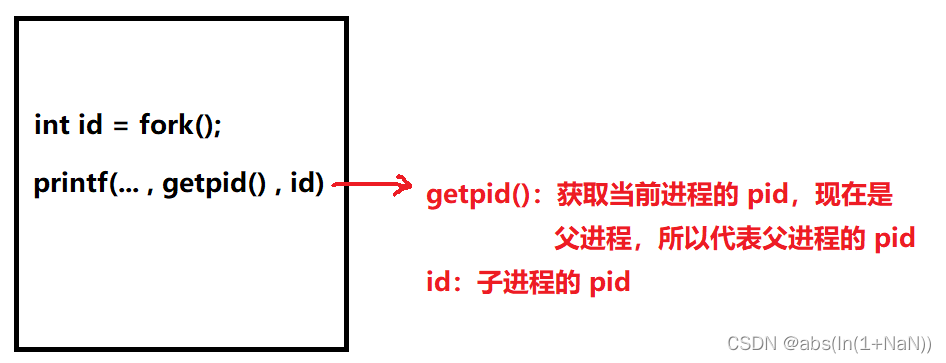 int id = fork();
printf(... , getpid() , id)
getpid()：获取当前进程的 pid，现在是
父进程，所以代表父进程的 pid
id：子进程的 pid
CSDN @abs(ln(1+NaN))